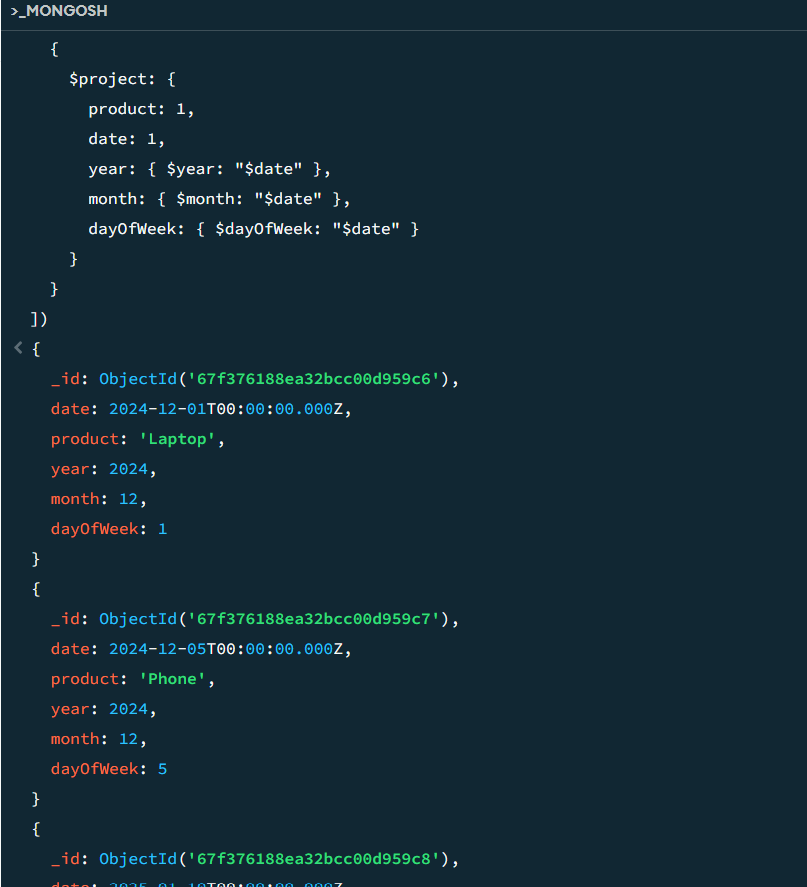 >_MONGOSH
{
$project: {
product: 1,
date: 1,
year: { $year: "$date" },
month: { $month: "$date" },
dayOfWeek: { $dayOfWeek: "$date" }
}
}
])
< {
_id: ObjectId('67f376188ea32bcc00d959c6'),
date: 2024-12-01T00:00:00.000Z,
product: 'Laptop',
year: 2024,
month: 12,
dayOfWeek: 1
}
{
_id: ObjectId('67f376188ea32bcc00d959c7'),
date: 2024-12-05T00:00:00.000Z,
product: 'Phone',
year: 2024,
month: 12,
dayOfWeek: 5
}
{
_id: ObjectId('67f376188ea32bcc00d959c8'),